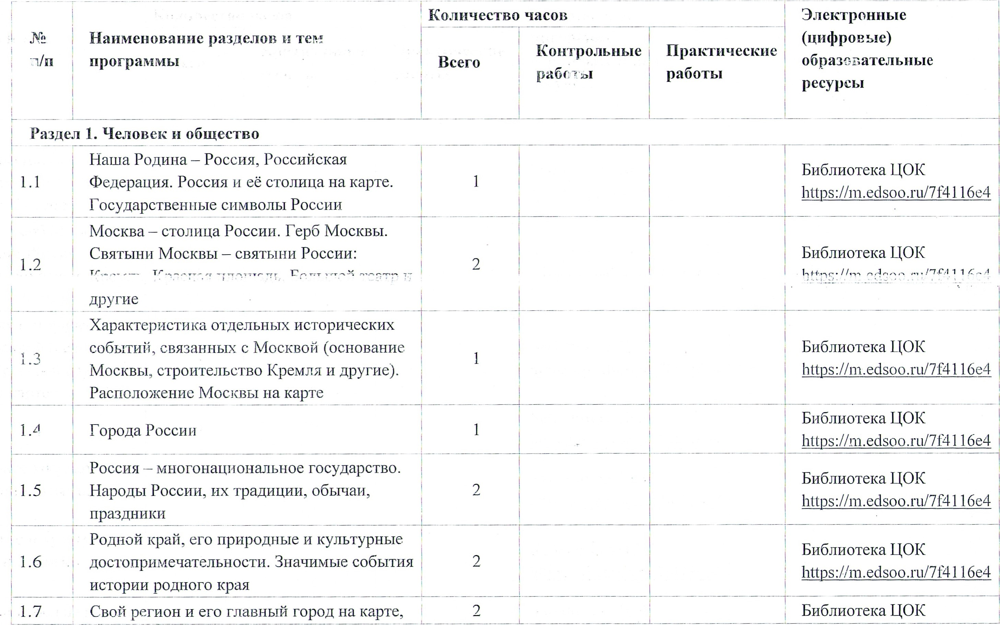 №
п/п
Наименование разделов и тем
программы
Количество часов
Всего
Контрольные
работы
Практические
работы
Электронные
(цифровые)
образовательные
ресурсы
Раздел 1. Человек и общество
1.1
Наша Родина – Россия, Российская
Федерация. Россия и её столица на карте.
Государственные символы России
1
Библиотека ЦОК
https://m.edsoo.ru/7f4116e4
1.2
Москва – столица России. Герб Москвы.
Святыни Москвы – святыни России:
Красная площадь, Большой театр и
другие
2
Библиотека ЦОК
https://m.edsoo.ru/7f4116e4
1.3
Характеристика отдельных исторических
событий, связанных с Москвой (основание
Москвы, строительство Кремля и другие).
Расположение Москвы на карте
1
Библиотека ЦОК
https://m.edsoo.ru/7f4116e4
1.4
Города России
1
Библиотека ЦОК
https://m.edsoo.ru/7f4116e4
1.5
Россия – многонациональное государство.
Народы России, их традиции, обычаи,
праздники
2
Библиотека ЦОК
https://m.edsoo.ru/7f4116e4
1.6
Родной край, его природные и культурные
достопримечательности. Значимые события
истории родного края
2
Библиотека ЦОК
https://m.edsoo.ru/7f4116e4
1.7
Свой регион и его главный город на карте,
2
Библиотека ЦОК